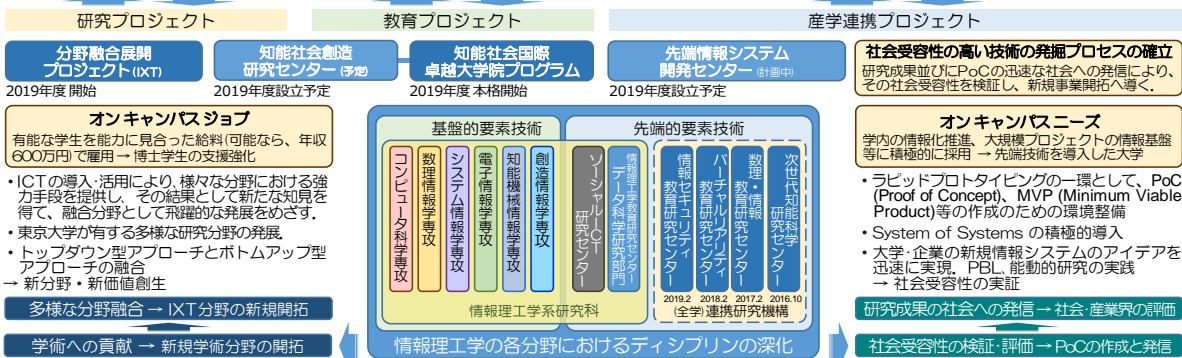 研究プロジェクト
教育プロジェクト
産学連携プロジェクト
分野融合展開
プロジェクト(IXT)
2019年度 開始
知能社会創造
研究センター(予定)
2019年度設立予定
知能社会国際
卓越大学院プログラム
2019年度 本格開始
先端情報システム
開発センター(計画中)
2019年度設立予定
社会受容性の高い技術の発掘プロセスの確立
研究成果並びにPoCの迅速な社会への発信により、
その社会受容性を検証し、新規事業開拓へ導く.
オン キャンパス ジョブ
有能な学生を能力に見合った給料(可能なら、年収
600万円)で雇用→ 博士学生の支援強化
・ICTの導入・活用により、様々な分野における強
力手段を提供し、その結果として新たな知見を
得て、融合分野として飛躍的な発展をめざす.
・東京大学が有する多様な研究分野の発展.
・トップダウン型アプローチとボトムアップ型
アプローチの融合
→ 新分野・新価値創生
多様な分野融合 → IXT分野の新規開拓
学術への貢献 → 新規学術分野の開拓
基盤的要素技術
先端的要素技術
コンピュータ科学専攻
数理情報学専攻
システム情報学専攻
電子情報学専攻
知能機械情報学専攻
創造情報学専攻
ソーシャルICT
研究センター
情報理工学教育研究センター
データ科学研究部門
情報セキュリティ
教育研究センター
バーチャルリアリティ
教育研究センター
数理・情報
教育研究センター
次世代知能科学
研究センター
2019.2 2018.2 2017.2 2016.10
情報理工学系研究科
(全学)連携研究機構
情報理工学の各分野におけるディシプリンの深化
オン キャンパス ニーズ
学内の情報化推進、大規模プロジェクトの情報基盤
等に積極的に採用 → 先端技術を導入した大学
・ラピッドプロトタイピングの一環として、PoC
(Proof of Concept)、MVP (Minimum Viable
Product)等の作成のための環境整備
・System of Systems の積極的導入
・大学・企業の新規情報システムのアイデアを
迅速に実現. PBL、能動的研究の実践
→ 社会受容性の実証
研究成果の社会への発信→ 社会・産業界の評価
社会受容性の検証・評価→ PoCの作成と発信